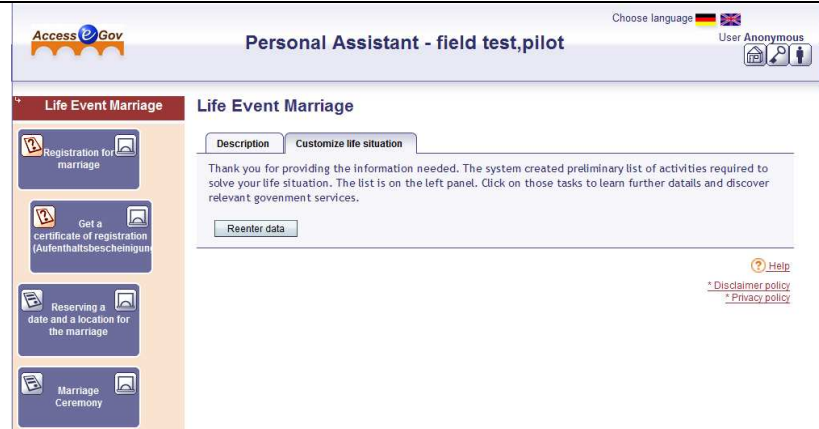 Choose language
Access e Gov
Personal Assistant - field test,pilot
User Anonymous
Life Event Marriage
Registration for
marriage
Get a
certificate of registration
(Aufenthaltsbescheinigun
Reserving a
date and a location for
the marriage
Marriage
Ceremony
Life Event Marriage
Description
Customize life situation
Thank you for providing the information needed. The system created preliminary list of activities required to
solve your life situation. The list is on the left panel. Click on those tasks to learn further datails and discover
relevant govenment services.
Reenter data
Help
* Disclaimer policy
* Privacy policy